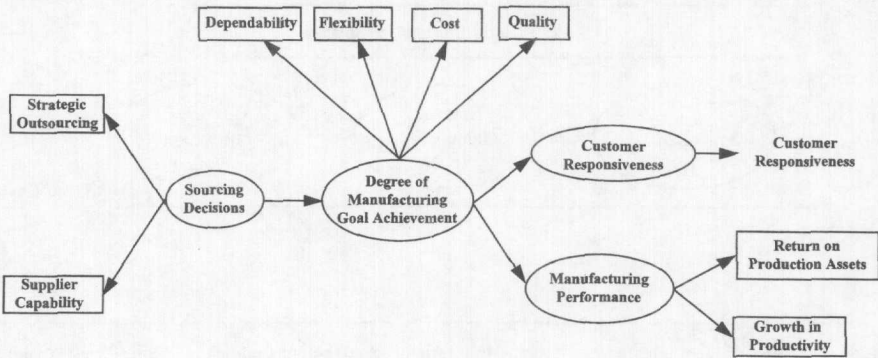 Dependability
Flexibility
Cost
Quality
Strategic
Outsourcing
Customer
Responsiveness
Customer
Responsiveness
Sourcing
Decisions
Degree of
Manufacturing
Goal Achievement
Supplier
Capability
Manufacturing
Performance
Return on
Production Assets
Growth in
Productivity